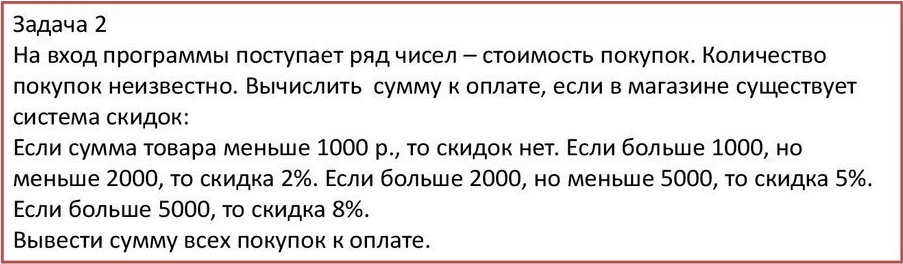 Задача 2
На вход программы поступает ряд чисел – стоимость покупок. Количество
покупок неизвестно. Вычислить  сумму к оплате, если в магазине существует
система скидок:
Если сумма товара меньше 1000 р., то скидок нет. Если больше 1000, но
меньше 2000, то скидка 2%. Если больше 2000, но меньше 5000, то скидка 5%.
Если больше 5000, то скидка 8%.
Вывести сумму всех покупок к оплате.